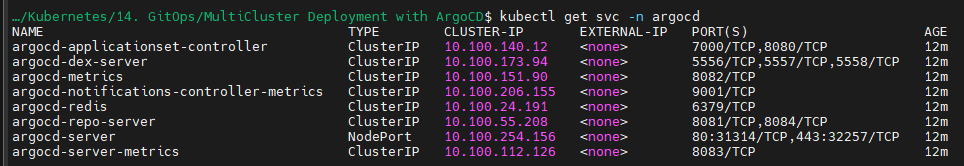 …/Kubernetes/14. GitOps/MultiCluster Deployment with ArgoCD$ kubectl get svc -n argocd
NAME TYPE CLUSTER-IP EXTERNAL-IP PORT(S) AGE
argocd-applicationset-controller ClusterIP 10.100.140.12 <none> 7000/TCP,8080/TCP 12m
argocd-dex-server ClusterIP 10.100.173.94 <none> 5556/TCP,5557/TCP,5558/TCP 12m
argocd-metrics ClusterIP 10.100.151.90 <none> 8082/TCP 12m
argocd-notifications-controller-metrics ClusterIP 10.100.206.155 <none> 9001/TCP 12m
argocd-redis ClusterIP 10.100.24.191 <none> 6379/TCP 12m
argocd-repo-server ClusterIP 10.100.55.208 <none> 8081/TCP,8084/TCP 12m
argocd-server NodePort 10.100.254.156 <none> 80:31314/TCP,443:32257/TCP 12m
argocd-server-metrics ClusterIP 10.100.112.126 <none> 8083/TCP 12m